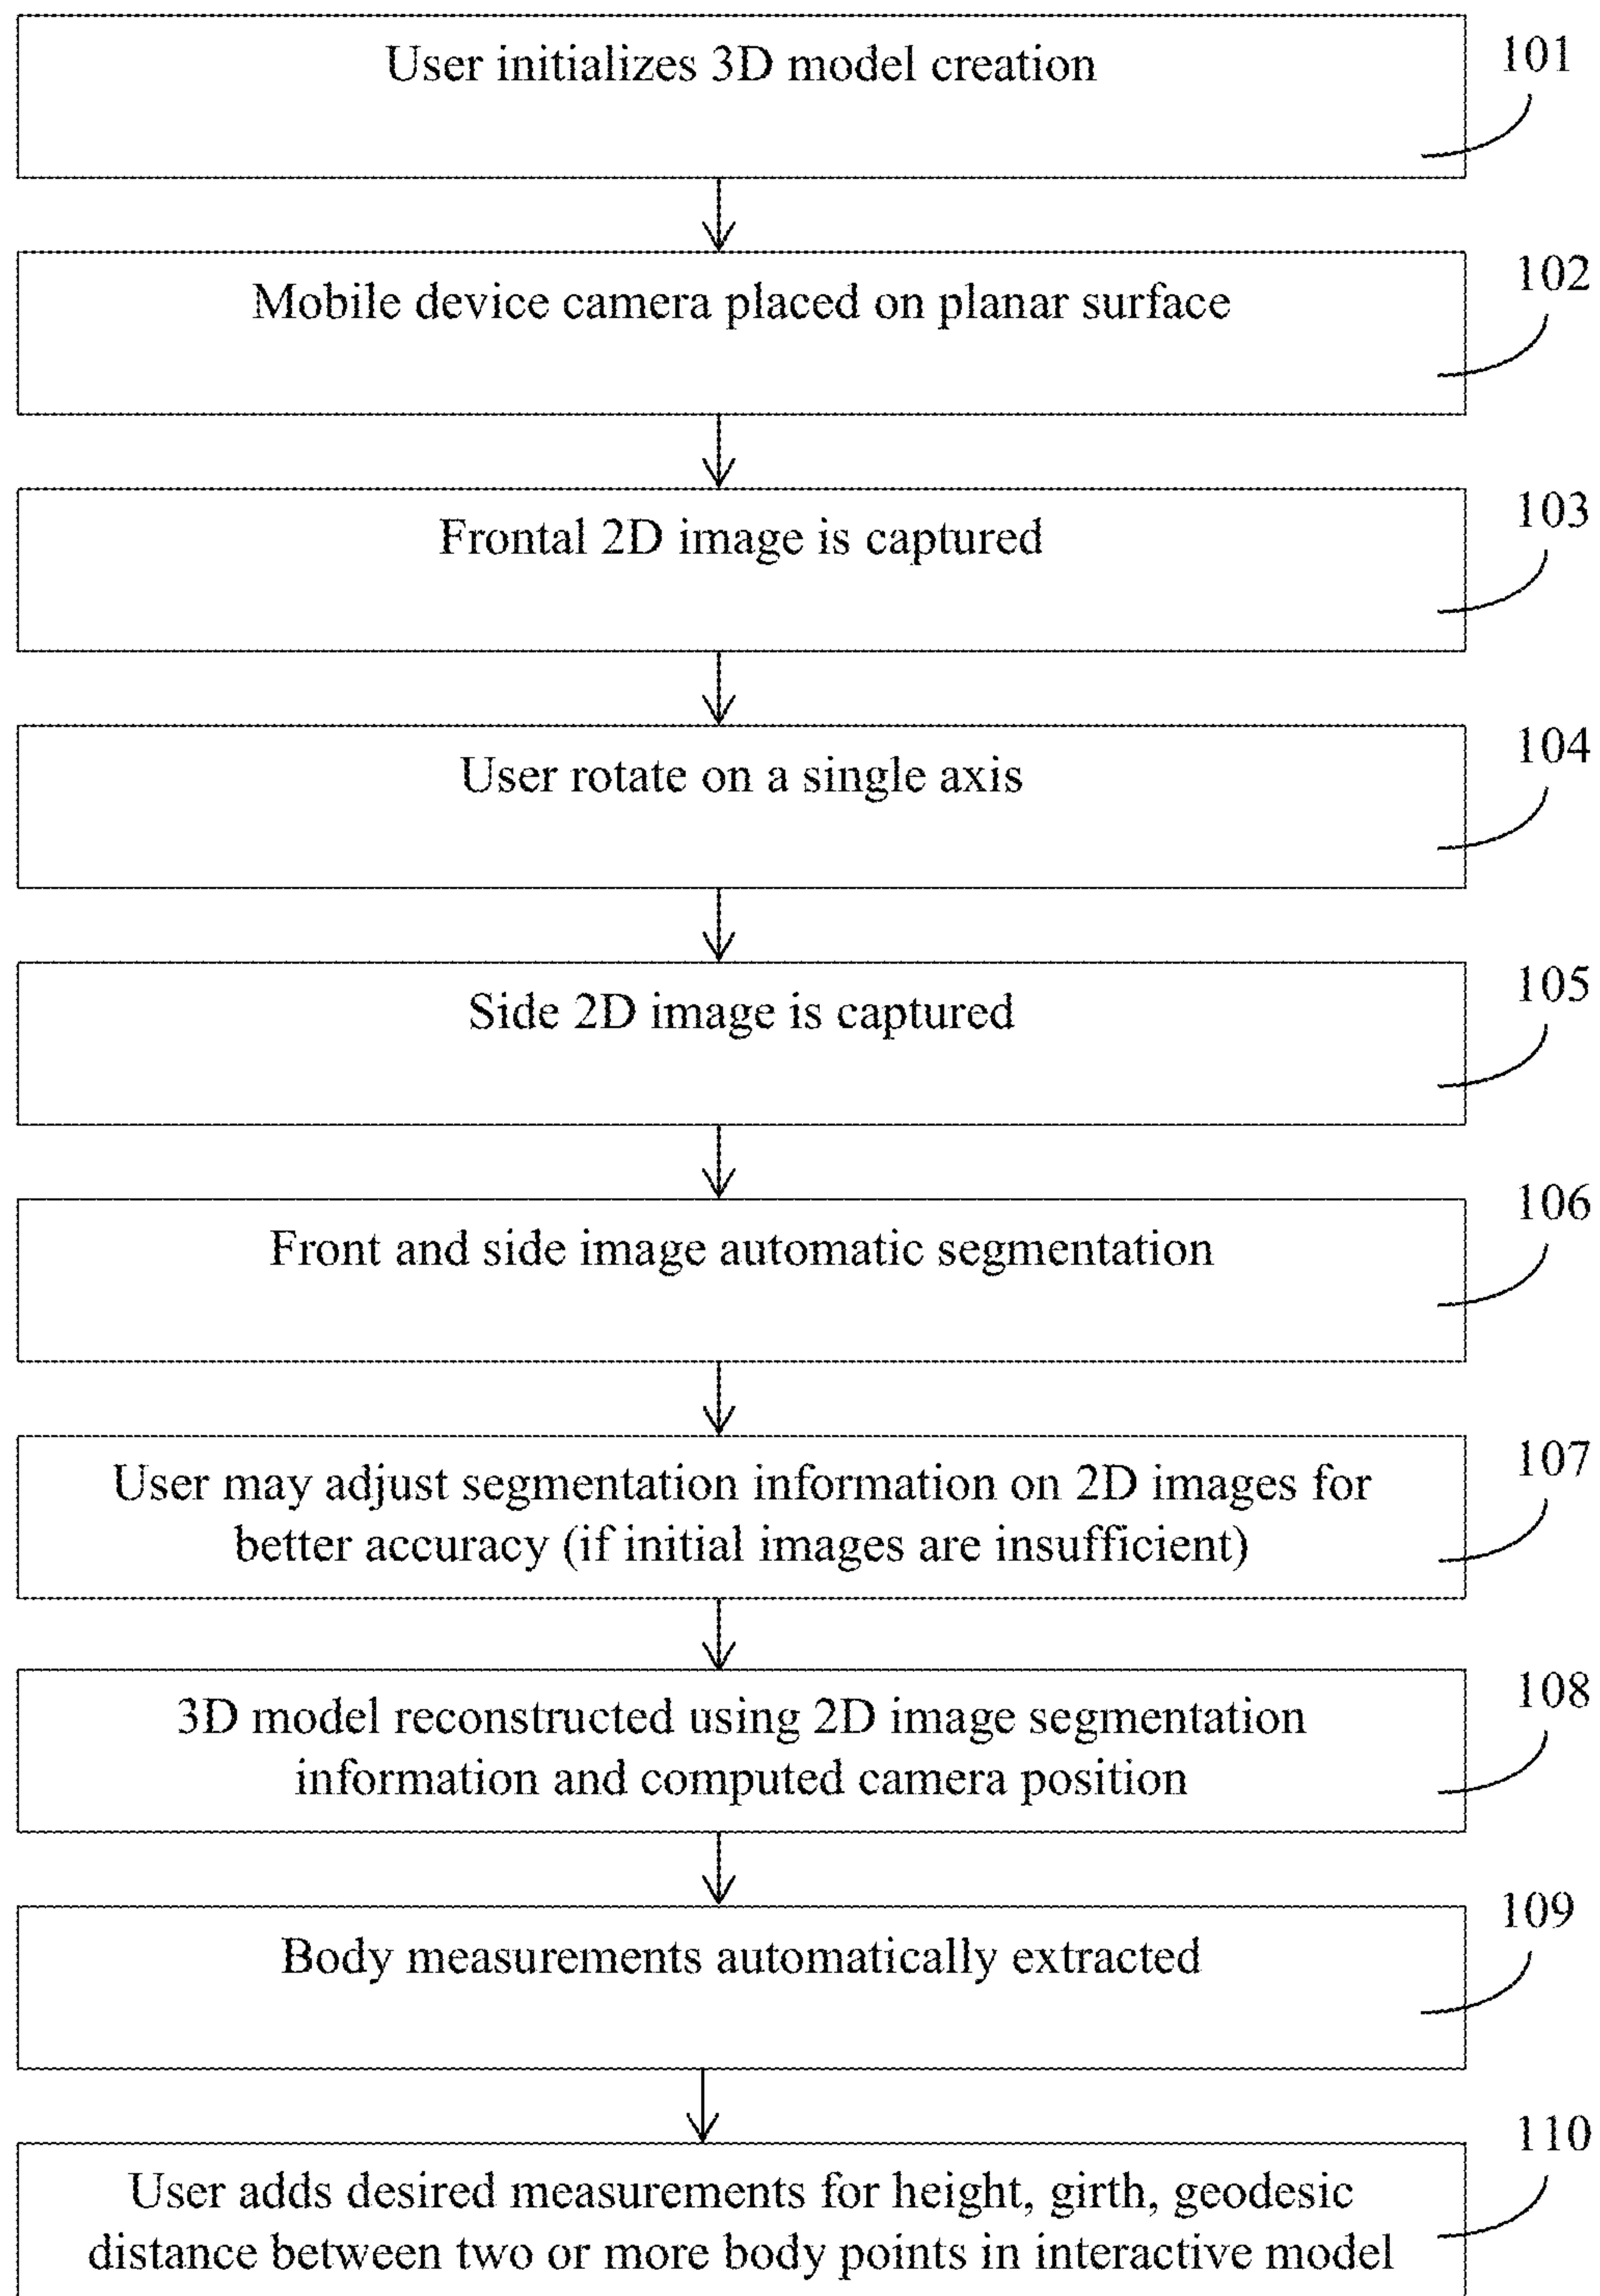 User initializes 3D model creation
101
Mobile device camera placed on planar surface
102
Frontal 2D image is captured
103
User rotate on a single axis
104
Side 2D image is captured
105
Front and side image automatic segmentation
106
User may adjust segmentation information on 2D images for
better accuracy (if initial images are insufficient)
107
3D model reconstructed using 2D image segmentation
information and computed camera position
108
Body measurements automatically extracted
109
User adds desired measurements for height, girth, geodesic
distance between two or more body points in interactive model
110